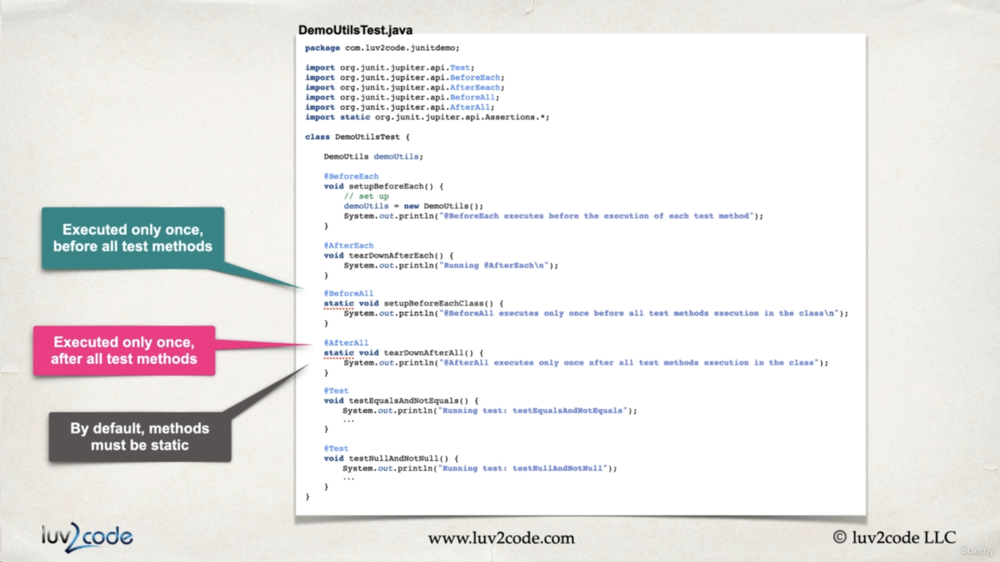 DemoUtilsTest.java
package com.luv2code.junitdemo;
import org.junit.jupiter.api.Test;
import org.junit.jupiter.api.BeforeEach;
import org.junit.jupiter.api.AfterEeach;
import org.junit.jupiter.api.BeforeAll;
import org.junit.jupiter.api.AfterAll;
import static org.junit.jupiter.api.Assertions.*;
class DemoUtilsTest {
DemoUtils demoUtils;
@BeforeEach
void setupBeforeEach() {
// set up
demoUtils = new DemoUtils();
System.out.println("@BeforeEach executes before the execution of each test method");
}
@AfterEach
void tearDownAfterEach() {
System.out.println("Running @AfterEach\n");
}
@BeforeAll
static void setupBeforeEachClass() {
System.out.println("@BeforeAll executes only once before all test methods execution in the class\n");
}
@AfterAll
static void tearDownAfterAll() {
System.out.println("@AfterAll executes only once after all test methods execution in the class");
}
@Test
void testEqualsAndNotEquals() {
System.out.println("Running test: testEqualsAndNotEquals");
...
}
@Test
void testNullAndNotNull() {
System.out.println("Running test: testNullAndNotNull");
...
}
}
Executed only once,
before all test methods
Executed only once,
after all test methods
By default, methods
must be static
luv2code
www.luv2code.com
© luv2code LLC
ûdemy